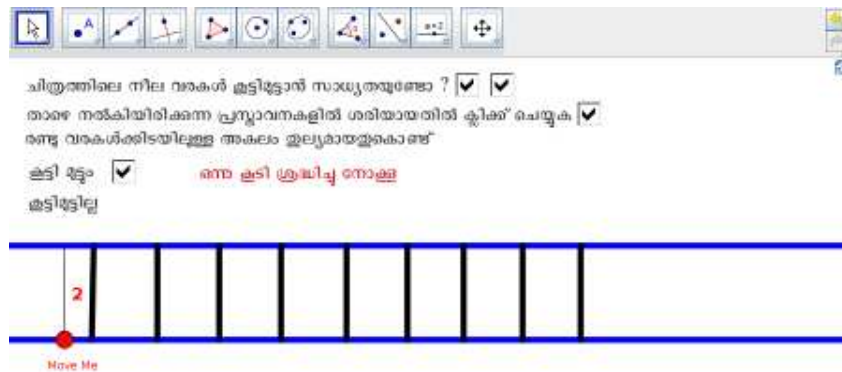 A
a=2
ചിത്രത്തിലെ നീല വരകൾ കൂട്ടിമുട്ടാൻ സാധ്യതയുണ്ടോ ?
താഴെ നൽകിയിരിക്കുന്ന പ്രസ്താവനകളിൽ ശരിയായതിൽ ക്ലിക്ക് ചെയ്യുക
രണ്ടു വരകൾക്കിടയിലുള്ള അകലം തുല്യമായതുകൊണ്ട്
കൂട്ടി മുട്ടും ഒന്നു കൂടി ശ്രദ്ധിച്ചു നോക്കൂ
കൂട്ടിമുട്ടില്ല
2
Move Me